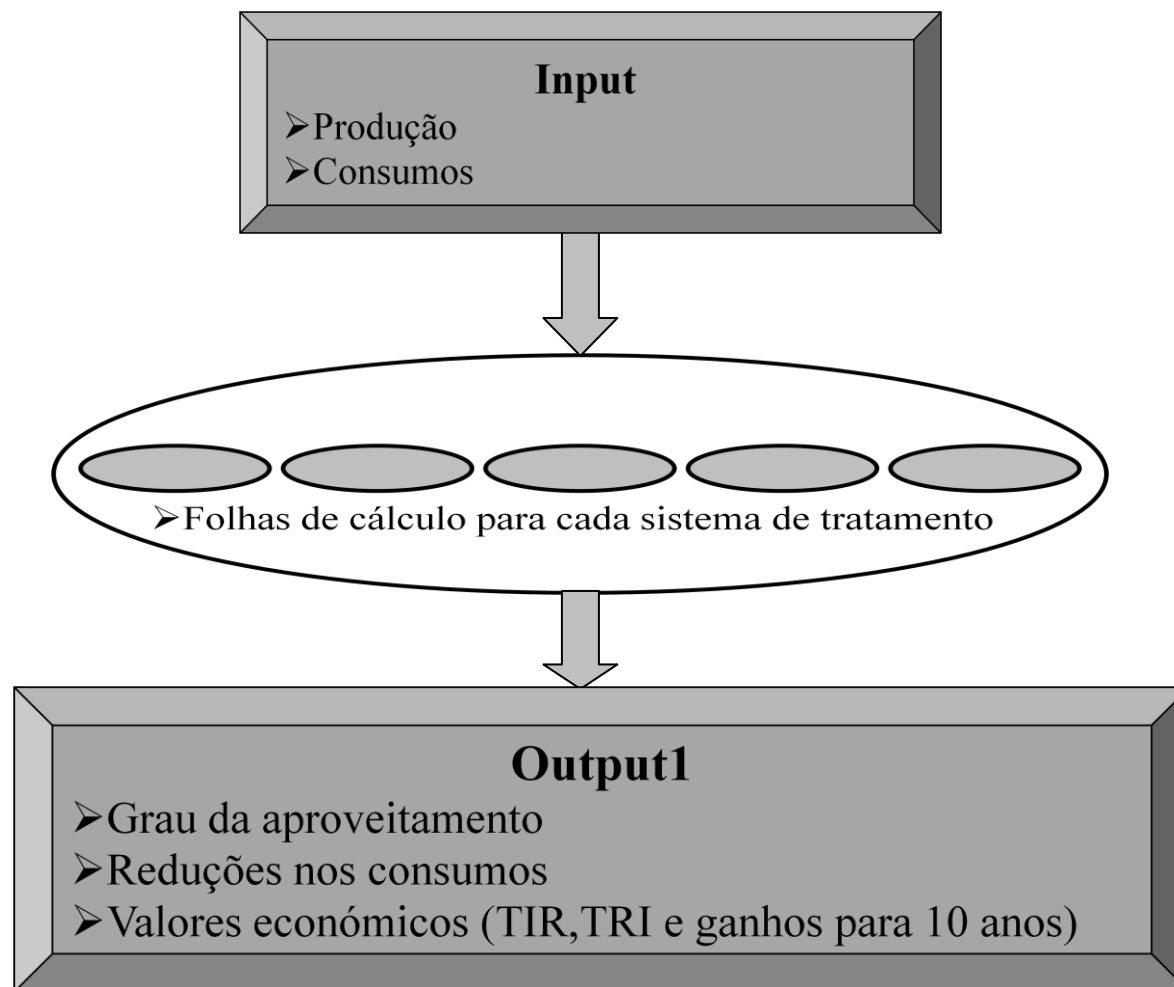 Input
➢Produção
➢Consumos
➢Folhas de cálculo para cada sistema de tratamento
Output1
➢Grau da aproveitamento
➢Reduções nos consumos
➢Valores económicos (TIR,TRI e ganhos para 10 anos)